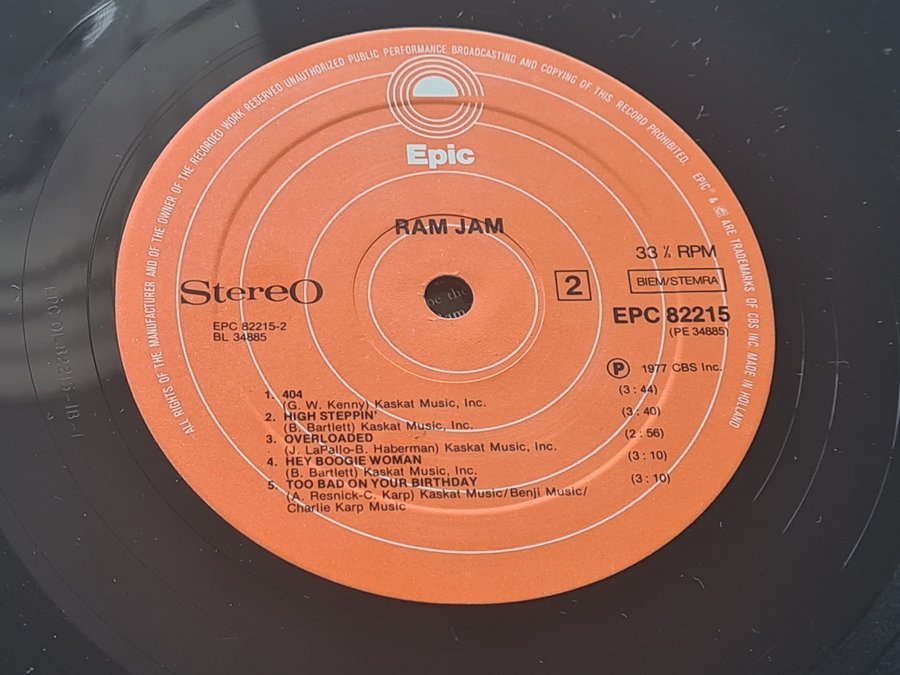 ALL RIGHTS OF THE MANUFACTURER AND OF THE OWNER OF THE RECORDED WORK RESERVED UNAUTHORIZED PUBLIC PERFORMANCE BROADCASTING AND COPYING OF THIS RECORD PROHIBITED. EPIC® & ARE TRADEMARKS OF CBS INC. MADE IN HOLLAND
Epic
RAM JAM
33 ⅓ RPM
Stereo
2
BIEM/STEMRA
EPC 82215
(PE 34885)
EPC 82215-2
BL 34885
Ⓟ 1977 CBS Inc.
1. 404 (3:44)
(G. W. Kenny) Kaskat Music, Inc.
2. HIGH STEPPIN' (3:40)
(B. Bartlett) Kaskat Music, Inc.
3. OVERLOADED (2:56)
(J. LaPallo-B. Haberman) Kaskat Music, Inc.
4. HEY BOOGIE WOMAN (3:10)
(B. Bartlett) Kaskat Music, Inc.
5. TOO BAD ON YOUR BIRTHDAY (3:10)
(A. Resnick-C. Karp) Kaskat Music/Benji Music/
Charlie Karp Music